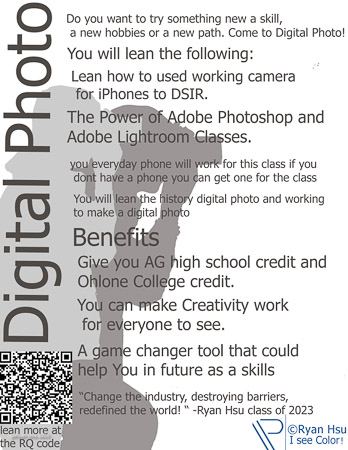 Digital Photo
Do you want to try something new a skill,
a new hobbies or a new path. Come to Digital Photo!
You will lean the following:
Lean how to used working camera
for iPhones to DSIR.
The Power of Adobe Photoshop and
Adobe Lightroom Classes.
you everyday phone will work for this class if you
dont have a phone you can get one for the class
You will lean the history digital photo and working
to make a digital photo
Benefits
Give you AG high school credit and
Ohlone College credit.
You can make Creativity work
for everyone to see.
A game changer tool that could
help You in future as a skills
“Change the industry, destroying barriers,
redefined the world! “ -Ryan Hsu class of 2023
lean more at
the RQ code
©Ryan Hsu
I see Color!